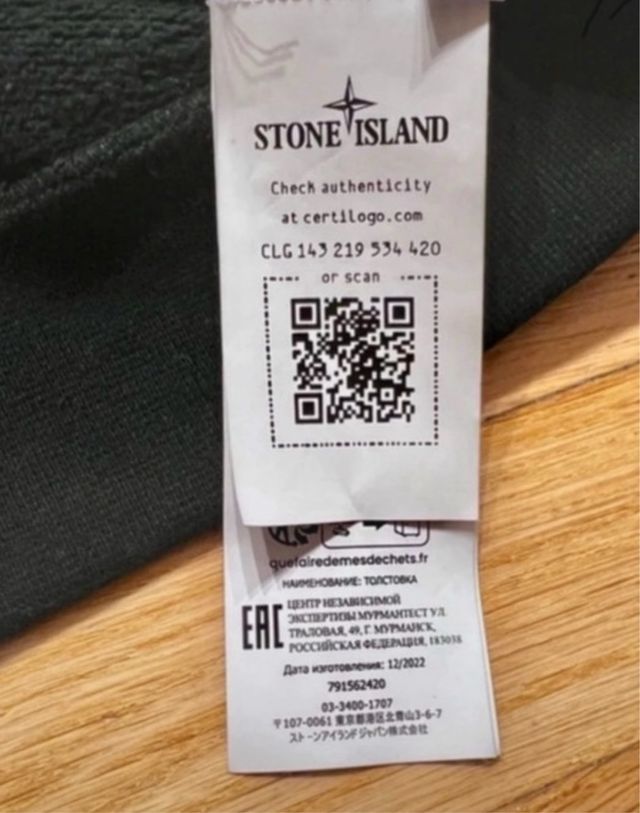 STONE ISLAND
Check authenticity
at certilogo.com
CLG 143 219 534 420
or scan
quefairedemesdechets.fr
НАИМЕНОВАНИЕ: ТОЛСТОВКА
EAC
ЦЕНТР НЕЗАВИСИМОЙ
ЭКСПЕРТИЗЫ МУРМАНТЕСТ УЛ.
ТРАЛОВАЯ, 49, Г. МУРМАНСК,
РОССИЙСКАЯ ФЕДЕРАЦИЯ, 183038
Дата изготовления: 12/2022
791562420
03-3400-1707
〒107-0061 東京都港区北青山3-6-7
ストーンアイランドジャパン株式会社